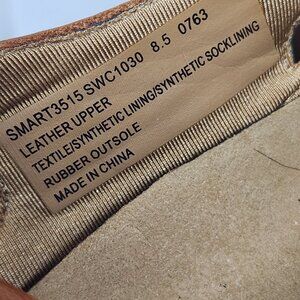 SMART3515 SWC1030 8.5 0763
LEATHER UPPER
TEXTILE/SYNTHETIC LINING/SYNTHETIC SOCKLINING
RUBBER OUTSOLE
MADE IN CHINA